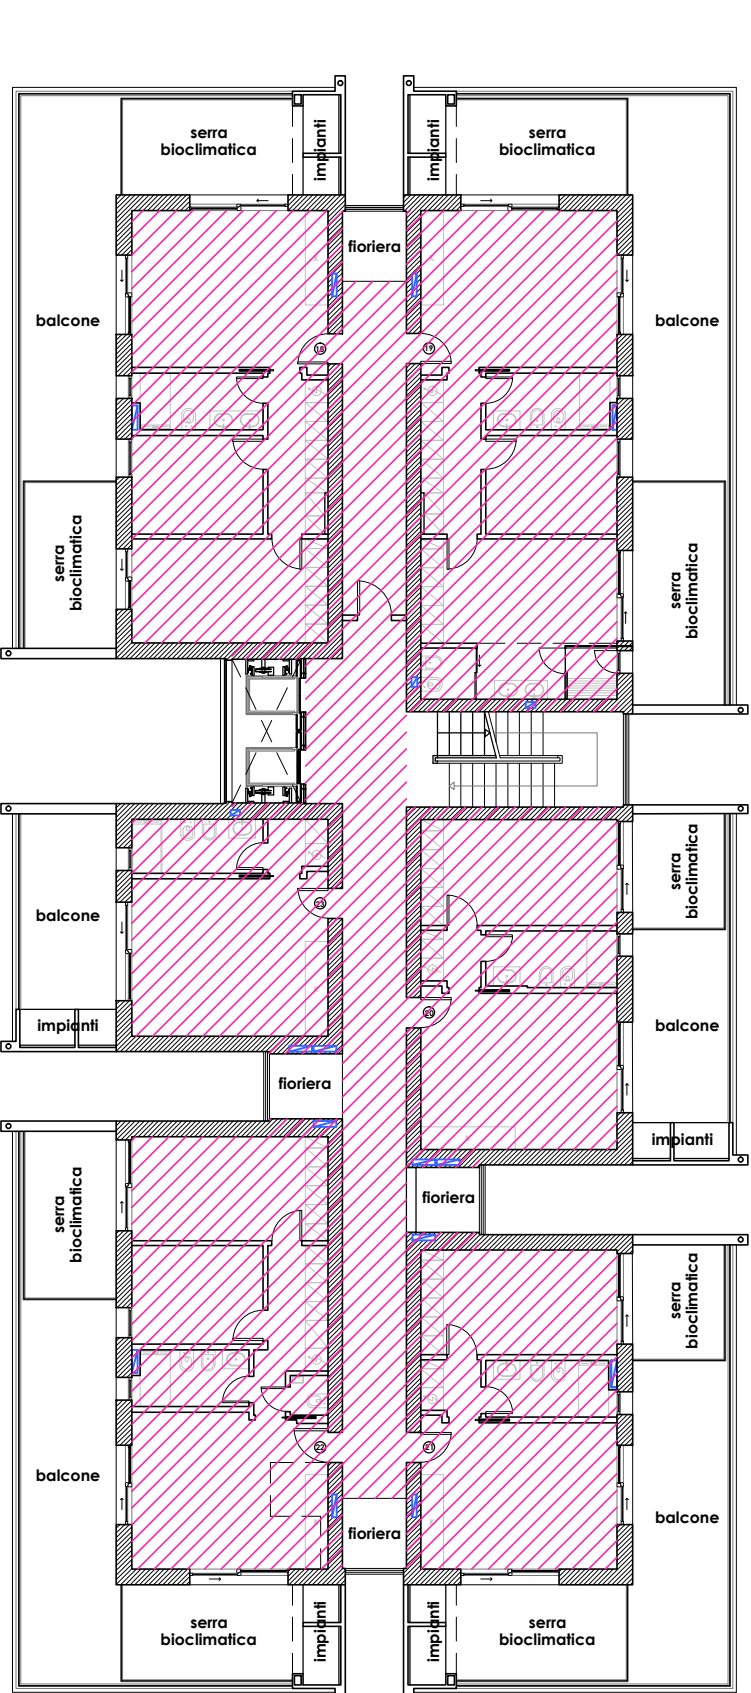 serra
bioclimatica
impianti
impianti
serra
bioclimatica
fioriera
balcone
balcone
18
19
serra
bioclimatica
serra
bioclimatica
serra
bioclimatica
23
balcone
20
impianti
balcone
fioriera
impianti
serra
bioclimatica
fioriera
serra
bioclimatica
22
21
balcone
balcone
fioriera
serra
bioclimatica
impianti
impianti
serra
bioclimatica